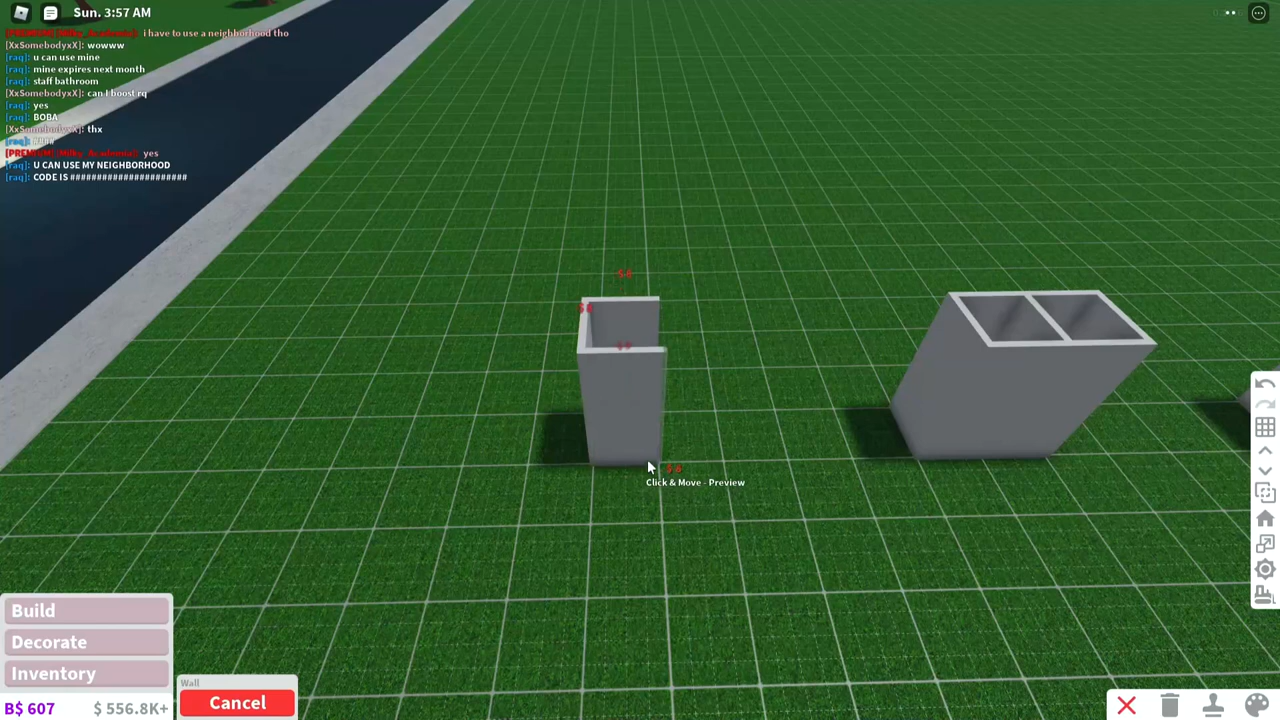 Sun. 3:57 AM
i have to use a neighborhood tho
[XxSomebodyxX]: wowww
[raq]: u can use mine
[raq]: mine expires next month
[raq]: staff bathroom
[XxSomebodyxX]: can I boost rq
[raq]: yes
[raq]: BOBA
[XxSomebodyxX]: thx
[raq]: ####
yes
[raq]: U CAN USE MY NEIGHBORHOOD
[raq]: CODE IS ######################
Click & Move - Preview
Build
Decorate
Inventory
B$ 607 $ 556.8K+
Wall
Cancel